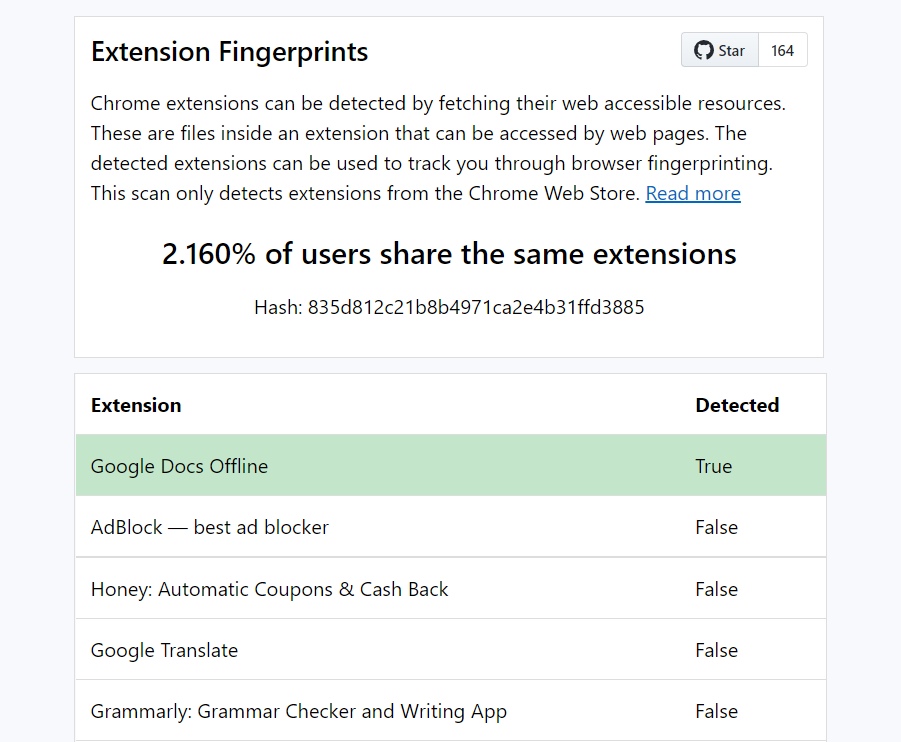 Extension Fingerprints
Star 164
Chrome extensions can be detected by fetching their web accessible resources.
These are files inside an extension that can be accessed by web pages. The
detected extensions can be used to track you through browser fingerprinting.
This scan only detects extensions from the Chrome Web Store. Read more
2.160% of users share the same extensions
Hash: 835d812c21b8b4971ca2e4b31ffd3885
Extension Detected
Google Docs Offline True
AdBlock — best ad blocker False
Honey: Automatic Coupons & Cash Back False
Google Translate False
Grammarly: Grammar Checker and Writing App False